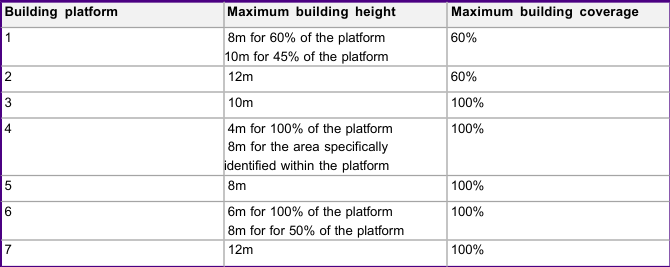 Building platform Maximum building height Maximum building coverage
1 8m for 60% of the platform 60%
10m for 45% of the platform
2 12m 60%
3 10m 100%
4 4m for 100% of the platform 100%
8m for the area specifically
identified within the platform
5 8m 100%
6 6m for 100% of the platform 100%
8m for for 50% of the platform
7 12m 100%